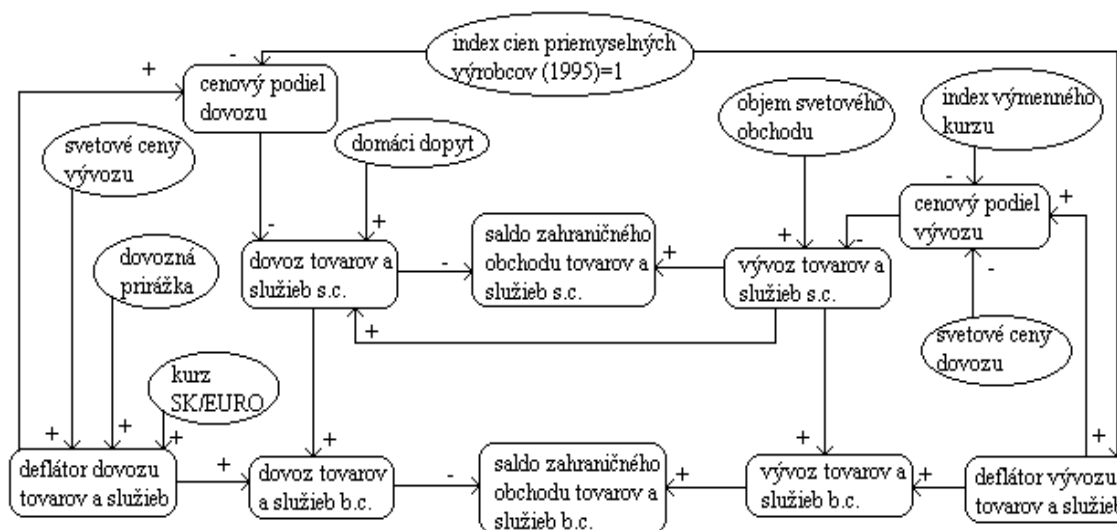 index cien priemyselných
výrobcov (1995)=1
-
+
cenový podiel
dovozu
objem svetového
obchodu
index výmenného
kurzu
svetové ceny
vývozu
domáci dopyt
-
+
cenový podiel
vývozu
-
+
saldo zahraničného
obchodu tovarov a
služieb s.c.
+
-
dovozná
prirážka
dovoz tovarov a
služieb s.c.
-
+
vývoz tovarov a
služieb s.c.
-
+
svetové ceny
dovozu
kurz
SK/EURO
+
+
+
+
+
+
deflátor dovozu
tovarov a služieb
+
dovoz tovarov
a služieb b.c.
-
saldo zahraničného
obchodu tovarov a
služieb b.c.
+
vývoz tovarov a
služieb b.c.
+
deflátor vývozu
tovarov a služieb